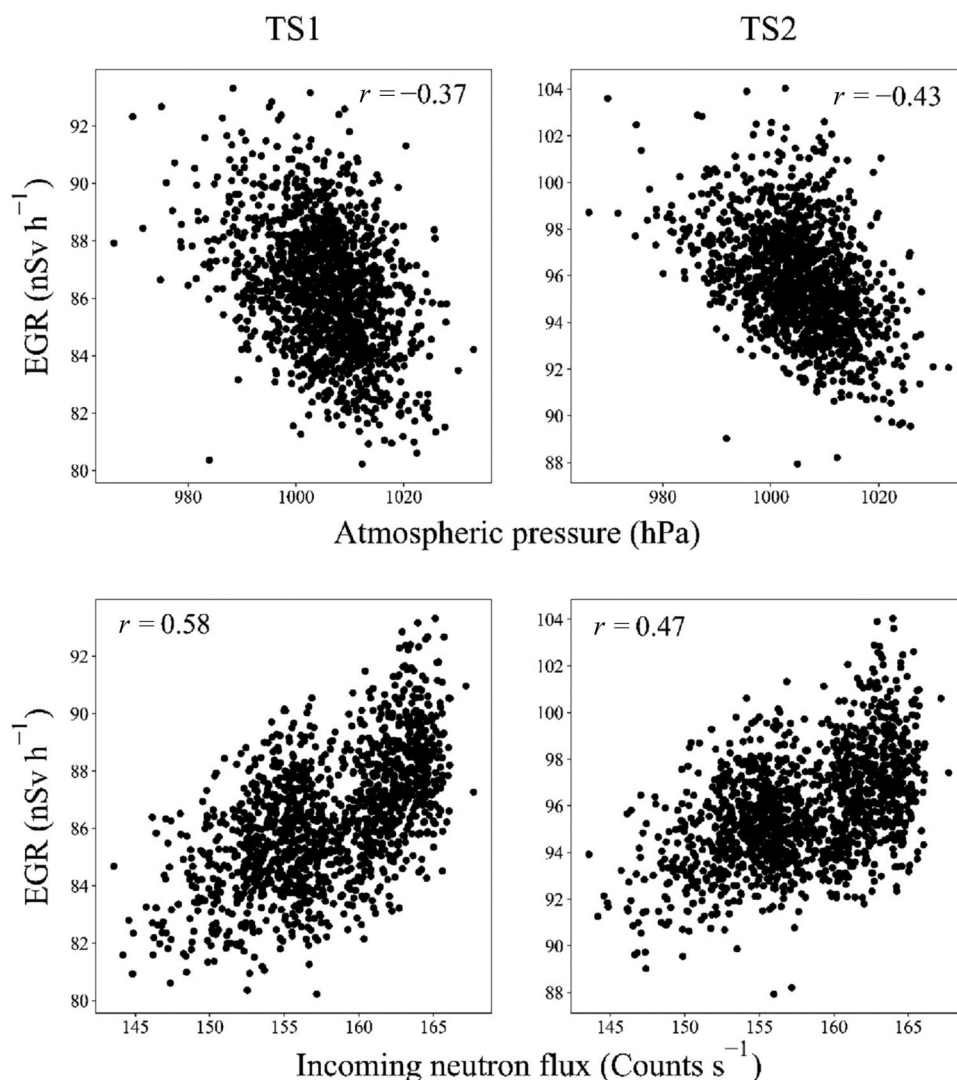 TS1 TS2
r = −0.37 r = −0.43
EGR (nSv h⁻¹)
92 104
90 102
88 100
86 98
84 96
82 94
80 92
90
88
980 1000 1020 980 1000 1020
Atmospheric pressure (hPa)
r = 0.58 r = 0.47
EGR (nSv h⁻¹)
92 104
90 102
88 100
86 98
84 96
82 94
80 92
90
88
145 150 155 160 165 145 150 155 160 165
Incoming neutron flux (Counts s⁻¹)